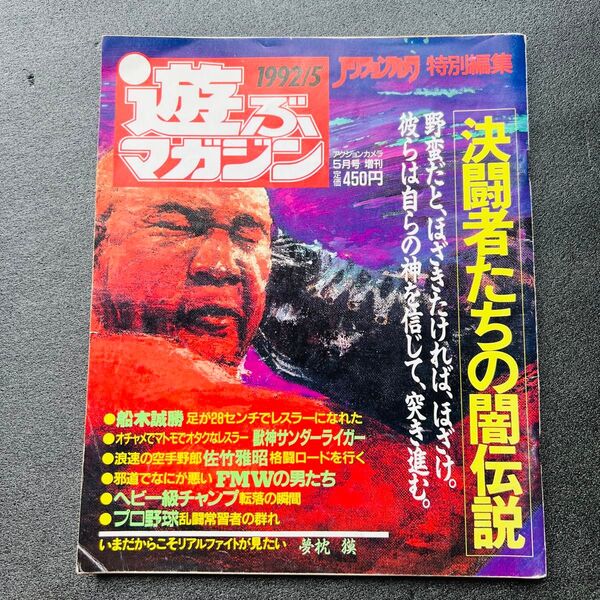 1992/5
遊ぶ
マガジン
アクションカメラ 特別編集
アクションカメラ
5月号 増刊
定価450円
決闘者たちの闇伝説
野蛮だと、ほざきたければ、ほざけ。
彼らは自らの神を信じて、突き進む。
●船木誠勝 足が28センチでレスラーになれた
●オチャメでマトモでオタクなレスラー 獣神サンダーライガー
●浪速の空手野郎 佐竹雅昭 格闘ロードを行く
●邪道でなにが悪い FMWの男たち
●ヘビー級チャンプ 転落の瞬間
●プロ野球 乱闘常習者の群れ
いまだからこそリアルファイトが見たい 夢枕 獏